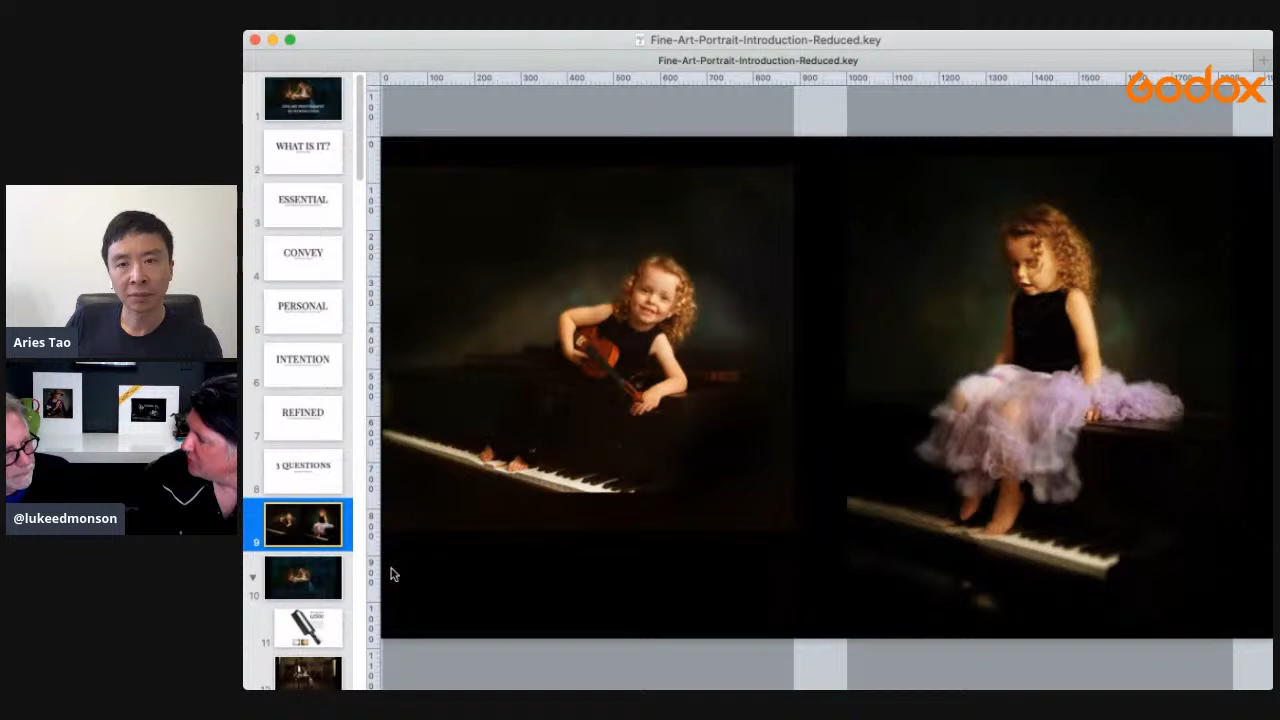 Fine-Art-Portrait-Introduction-Reduced.key
Fine-Art-Portrait-Introduction-Reduced.key
Godox
0 100 200 300 400 500 600 700 800 900 1000 1100 1200 1300 1400 1500
1
WHAT IS IT?
2
ESSENTIAL
3
CONVEY
4
PERSONAL
5
INTENTION
6
REFINED
7
3 QUESTIONS
8
9
10
11
Aries Tao
@lukeedmonson